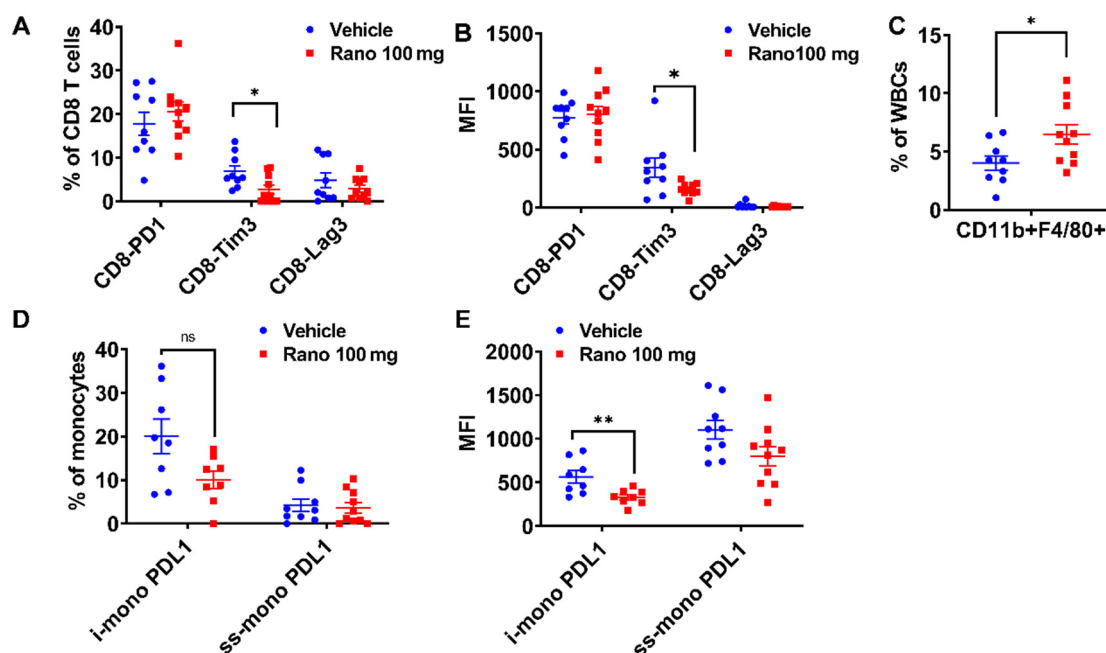 A
% of CD8 T cells
40
30
20
10
0
Vehicle
Rano 100 mg
*
CD8-PD1
CD8-Tim3
CD8-Lag3
B
MFI
1500
1000
500
0
Vehicle
Rano100 mg
*
CD8-PD1
CD8-Tim3
CD8-Lag3
C
% of WBCs
15
10
5
0
*
CD11b+F4/80+
D
% of monocytes
40
30
20
10
0
Vehicle
Rano 100 mg
ns
i-mono PDL1
ss-mono PDL1
E
MFI
2000
1500
1000
500
0
Vehicle
Rano 100 mg
**
i-mono PDL1
ss-mono PDL1